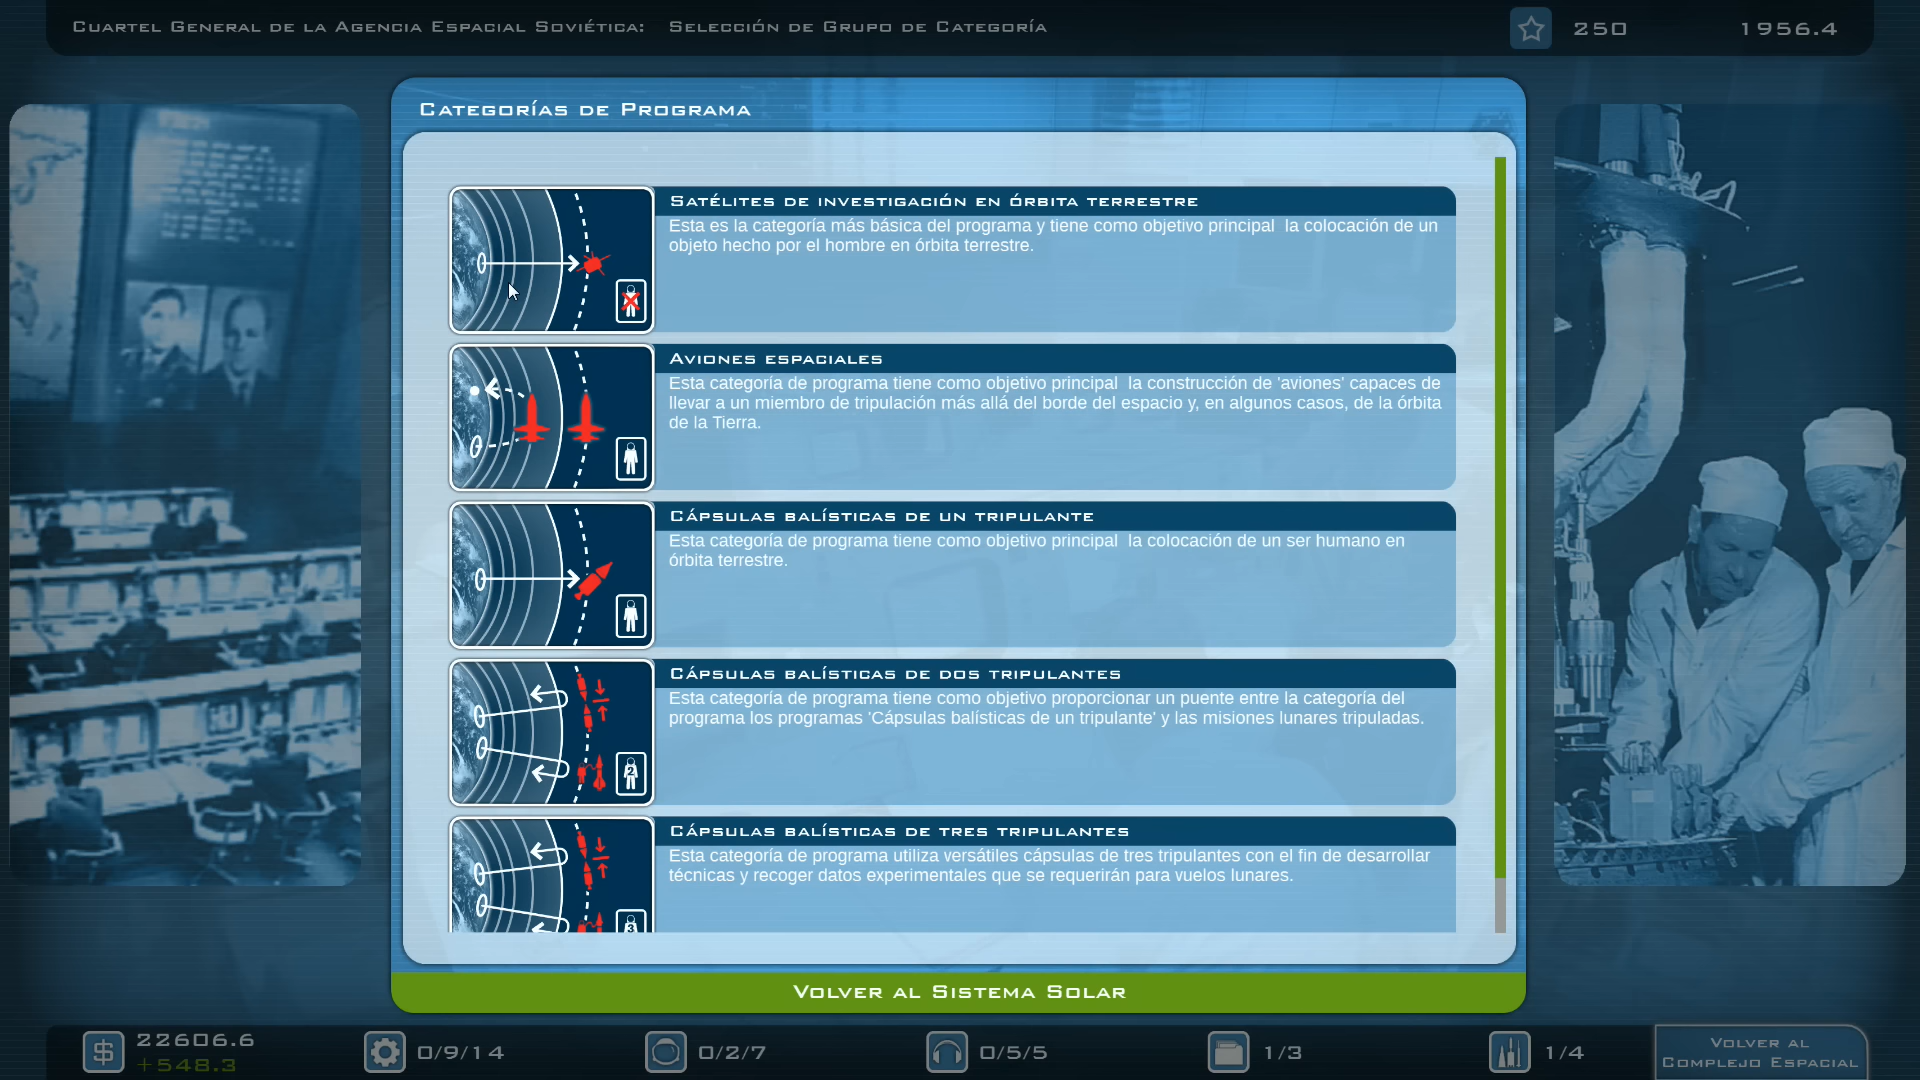 Cuartel General de la Agencia Espacial Soviética: Selección de Grupo de Categoría
250
1956.4
Categorías de Programa
Satélites de investigación en órbita terrestre
Esta es la categoría más básica del programa y tiene como objetivo principal  la colocación de un
objeto hecho por el hombre en órbita terrestre.
Aviones espaciales
Esta categoría de programa tiene como objetivo principal  la construcción de 'aviones' capaces de
llevar a un miembro de tripulación más allá del borde del espacio y, en algunos casos, de la órbita
de la Tierra.
Cápsulas balísticas de un tripulante
Esta categoría de programa tiene como objetivo principal  la colocación de un ser humano en
órbita terrestre.
Cápsulas balísticas de dos tripulantes
Esta categoría de programa tiene como objetivo proporcionar un puente entre la categoría del
programa los programas 'Cápsulas balísticas de un tripulante' y las misiones lunares tripuladas.
2
Cápsulas balísticas de tres tripulantes
Esta categoría de programa utiliza versátiles cápsulas de tres tripulantes con el fin de desarrollar
técnicas y recoger datos experimentales que se requerirán para vuelos lunares.
3
Volver al Sistema Solar
$
22606.6
+548.3
0/9/14
0/2/7
0/5/5
1/3
1/4
Volver al
Complejo Espacial